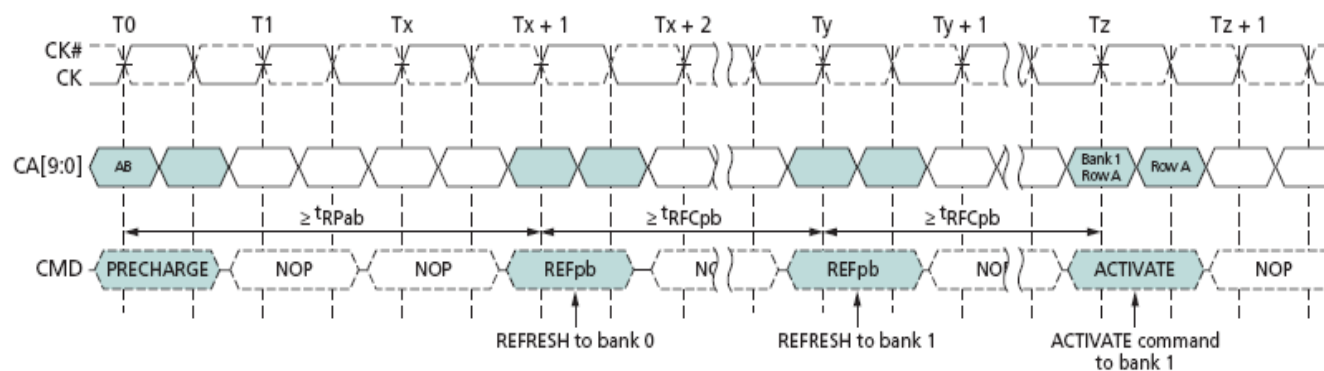 T0 T1 Tx Tx + 1 Tx + 2 Ty Ty + 1 Tz Tz + 1
CK#
CK
CA[9:0] AB Bank 1 Row A Row A
≥ tRPab ≥ tRFCpb ≥ tRFCpb
CMD PRECHARGE NOP NOP REFpb NO REFpb NOP ACTIVATE NOP
REFRESH to bank 0 REFRESH to bank 1 ACTIVATE command
to bank 1